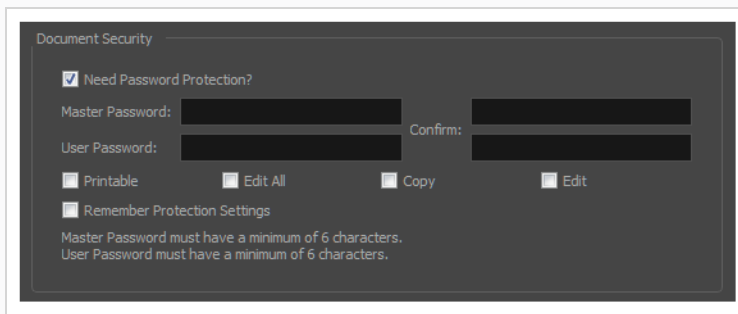 Document Security
Need Password Protection?
Master Password:
Confirm:
User Password:
Printable Edit All Copy Edit
Remember Protection Settings
Master Password must have a minimum of 6 characters.
User Password must have a minimum of 6 characters.